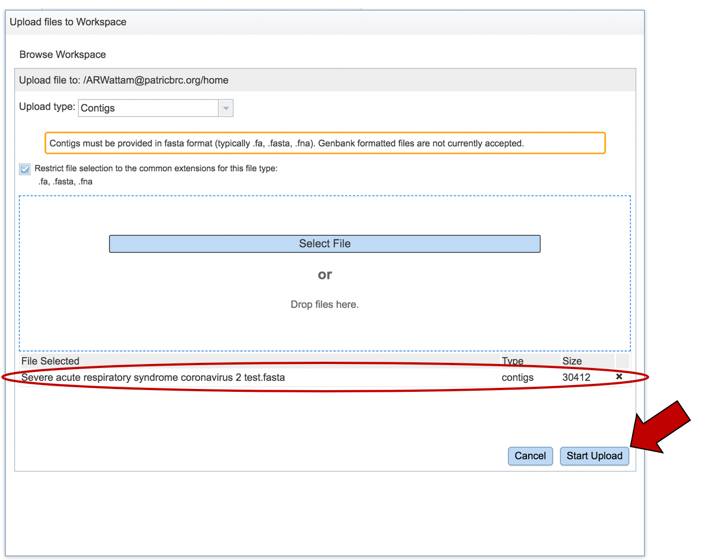 Upload files to Workspace
Browse Workspace
Upload file to: /ARWattam@patricbrc.org/home
Upload type: Contigs
Contigs must be provided in fasta format (typically .fa, .fasta, .fna). Genbank formatted files are not currently accepted.
Restrict file selection to the common extensions for this file type:
.fa, .fasta, .fna
Select File
or
Drop files here.
File Selected Type Size
Severe acute respiratory syndrome coronavirus 2 test.fasta contigs 30412 ✖
Cancel Start Upload